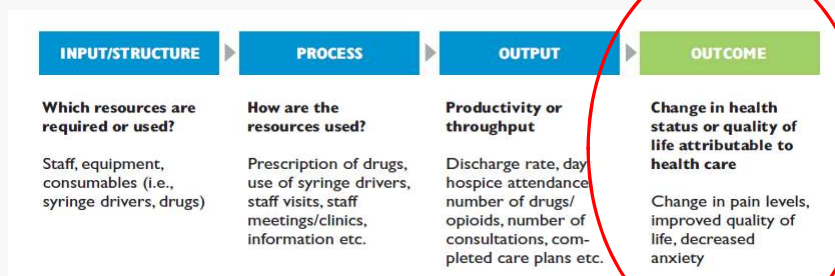 INPUT/STRUCTURE
PROCESS
OUTPUT
OUTCOME
Which resources are
required or used?
Staff, equipment,
consumables (i.e.,
syringe drivers, drugs)
How are the
resources used?
Prescription of drugs,
use of syringe drivers,
staff visits, staff
meetings/clinics,
information etc.
Productivity or
throughput
Discharge rate, day
hospice attendance
number of drugs/
opioids, number of
consultations, com-
pleted care plans etc.
Change in health
status or quality of
life attributable to
health care
Change in pain levels,
improved quality of
life, decreased
anxiety